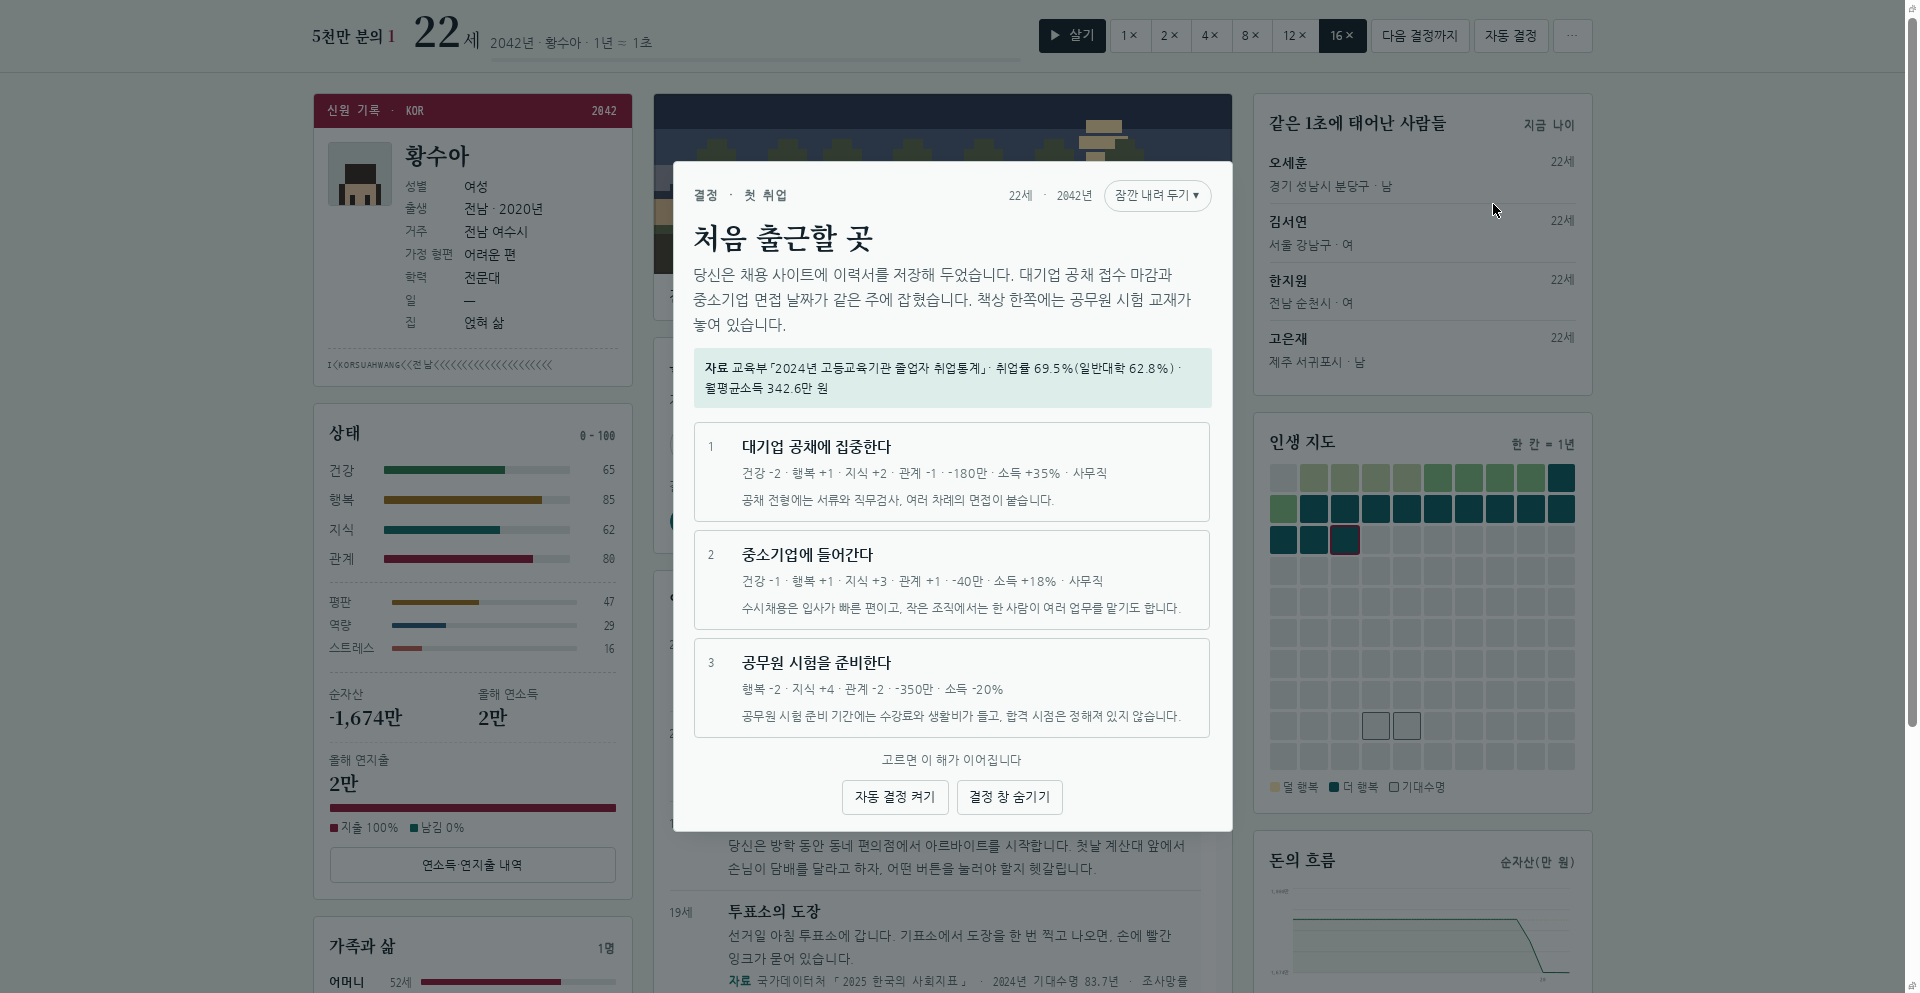 5천만 분의 1
22세
2042년 · 황수아 · 1년 ≈ 1초
▶ 살기
1×
2×
4×
8×
12×
16×
다음 결정까지
자동 결정
···
신원 기록 · KOR
2042
황수아
성별 여성
출생 전남 · 2020년
거주 전남 여수시
가정 형편 어려운 편
학력 전문대
일 —
집 얹혀 삶
I<KORSUAHWANG<<전남<<<<<<<<<<<<<<<<<<<<<<
상태
0–100
건강 65
행복 85
지식 62
관계 80
평판 47
역량 29
스트레스 16
순자산
-1,674만
올해 연소득
2만
올해 연지출
2만
지출 100% 남김 0%
연소득·연지출 내역
가족과 삶
1명
어머니 52세
결정 · 첫 취업
22세 · 2042년
잠깐 내려 두기 ▾
처음 출근할 곳
당신은 채용 사이트에 이력서를 저장해 두었습니다. 대기업 공채 접수 마감과
중소기업 면접 날짜가 같은 주에 잡혔습니다. 책상 한쪽에는 공무원 시험 교재가
놓여 있습니다.
자료 교육부 「2024년 고등교육기관 졸업자 취업통계」 · 취업률 69.5%(일반대학 62.8%) ·
월평균소득 342.6만 원
1 대기업 공채에 집중한다
건강 -2 · 행복 +1 · 지식 +2 · 관계 -1 · -180만 · 소득 +35% · 사무직
공채 전형에는 서류와 직무검사, 여러 차례의 면접이 붙습니다.
2 중소기업에 들어간다
건강 -1 · 행복 +1 · 지식 +3 · 관계 +1 · -40만 · 소득 +18% · 사무직
수시채용은 입사가 빠른 편이고, 작은 조직에서는 한 사람이 여러 업무를 맡기도 합니다.
3 공무원 시험을 준비한다
행복 -2 · 지식 +4 · 관계 -2 · -350만 · 소득 -20%
공무원 시험 준비 기간에는 수강료와 생활비가 들고, 합격 시점은 정해져 있지 않습니다.
고르면 이 해가 이어집니다
자동 결정 켜기
결정 창 숨기기
당신은 방학 동안 동네 편의점에서 아르바이트를 시작합니다. 첫날 계산대 앞에서
손님이 담배를 달라고 하자, 어떤 버튼을 눌러야 할지 헷갈립니다.
19세 투표소의 도장
선거일 아침 투표소에 갑니다. 기표소에서 도장을 한 번 찍고 나오면, 손에 빨간
잉크가 묻어 있습니다.
자료 국가데이터처 「2025 한국의 사회지표」 · 2024년 기대수명 83.7년 · 조사망률
같은 1초에 태어난 사람들
지금 나이
오세훈 22세
경기 성남시 분당구 · 남
김서연 22세
서울 강남구 · 여
한지원 22세
전남 순천시 · 여
고은재 22세
제주 서귀포시 · 남
인생 지도
한 칸 = 1년
덜 행복 더 행복 기대수명
돈의 흐름
순자산(만 원)